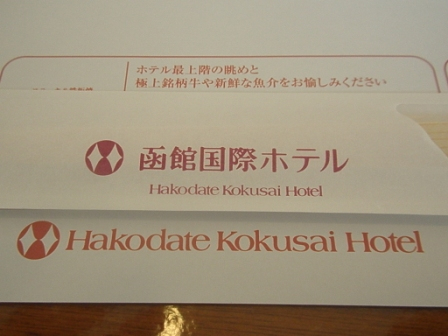 ホテル最上階の眺めと
極上銘柄牛や新鮮な魚介をお愉しみください
函館国際ホテル
Hakodate Kokusai Hotel
Hakodate Kokusai Hotel